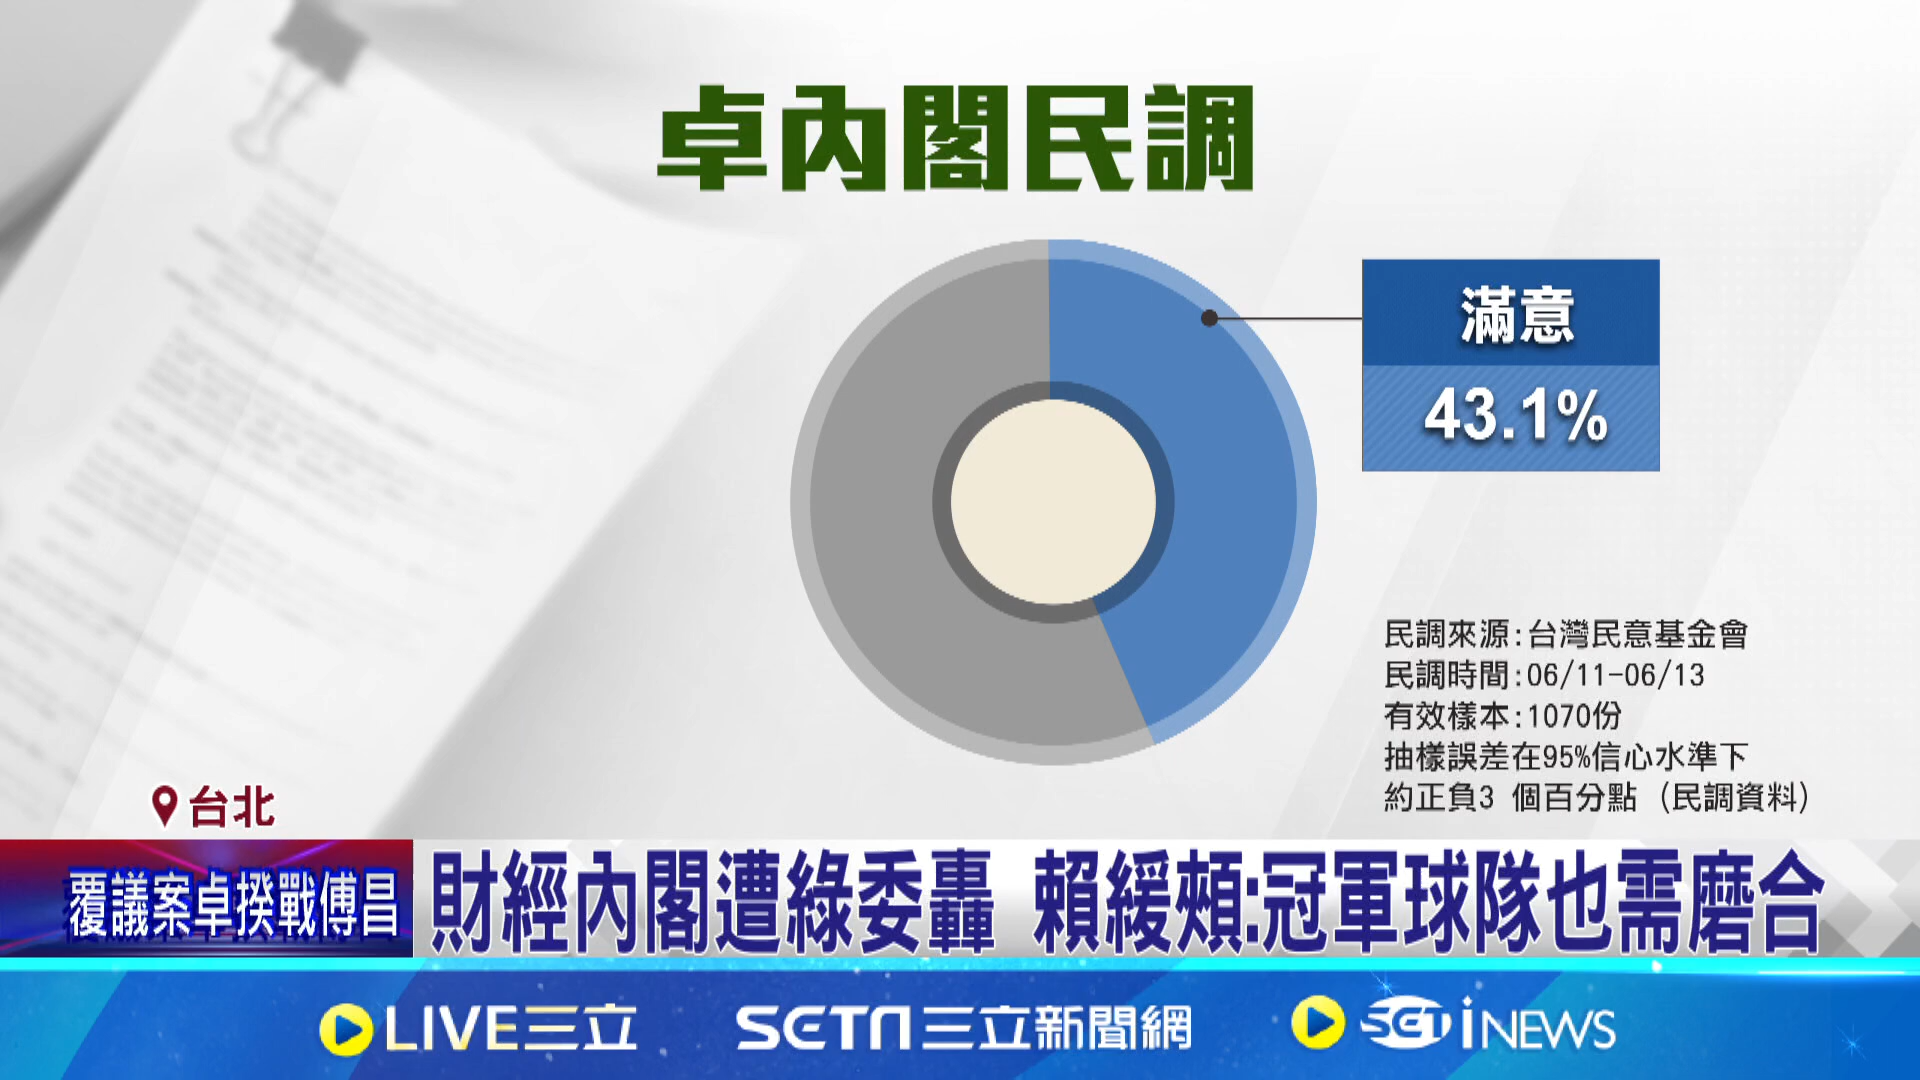 卓內閣民調
滿意
43.1%
民調來源:台灣民意基金會
民調時間:06/11-06/13
有效樣本:1070份
抽樣誤差在95%信心水準下
約正負3 個百分點 (民調資料)
台北
覆議案卓揆戰傅昌
財經內閣遭綠委轟 賴緩頰:冠軍球隊也需磨合
LIVE三立
SETN三立新聞網
SET iNEWS